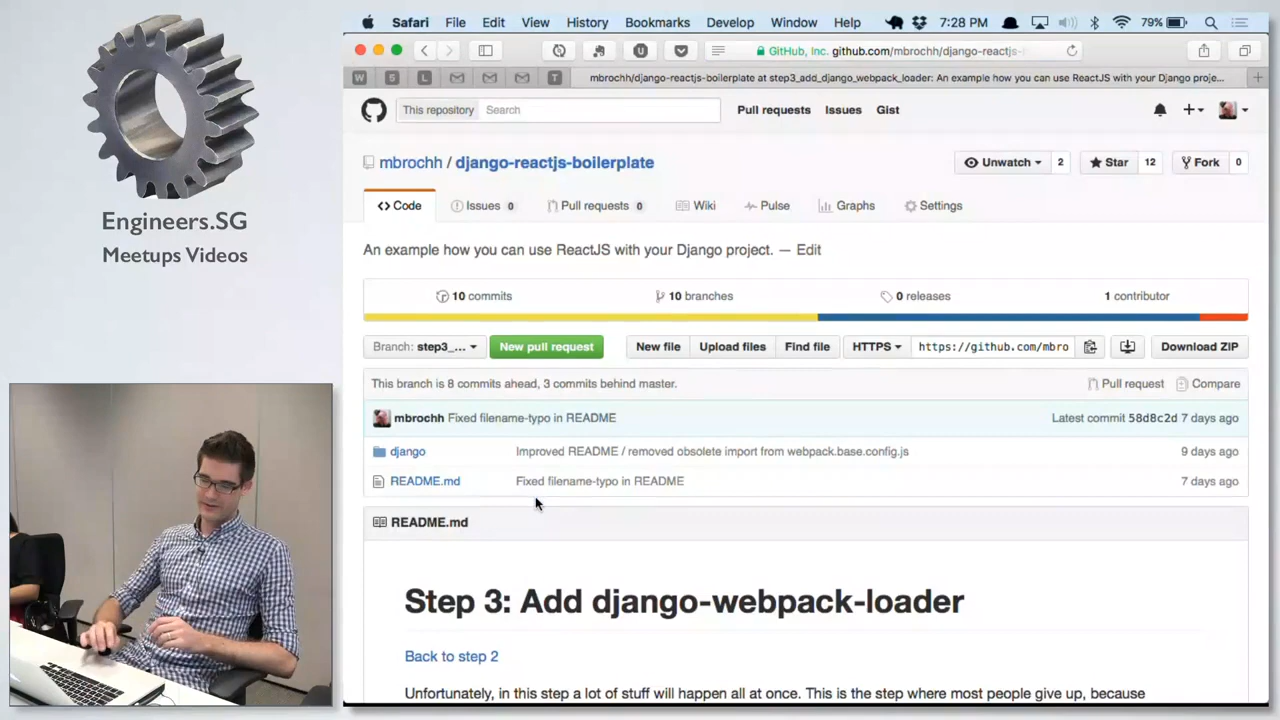 Engineers.SG
Meetups Videos
Safari File Edit View History Bookmarks Develop Window Help 7:28 PM 79%
GitHub, Inc. github.com/mbrochh/django-reactjs-
W 5 L T mbrochh/django-reactjs-boilerplate at step3_add_django_webpack_loader: An example how you can use ReactJS with your Django proje...
This repository Search Pull requests Issues Gist
mbrochh / django-reactjs-boilerplate Unwatch 2 Star 12 Fork 0
Code Issues 0 Pull requests 0 Wiki Pulse Graphs Settings
An example how you can use ReactJS with your Django project. — Edit
10 commits 10 branches 0 releases 1 contributor
Branch: step3_... New pull request New file Upload files Find file HTTPS https://github.com/mbro Download ZIP
This branch is 8 commits ahead, 3 commits behind master. Pull request Compare
mbrochh Fixed filename-typo in README Latest commit 58d8c2d 7 days ago
django Improved README / removed obsolete import from webpack.base.config.js 9 days ago
README.md Fixed filename-typo in README 7 days ago
README.md
Step 3: Add django-webpack-loader
Back to step 2
Unfortunately, in this step a lot of stuff will happen all at once. This is the step where most people give up, because